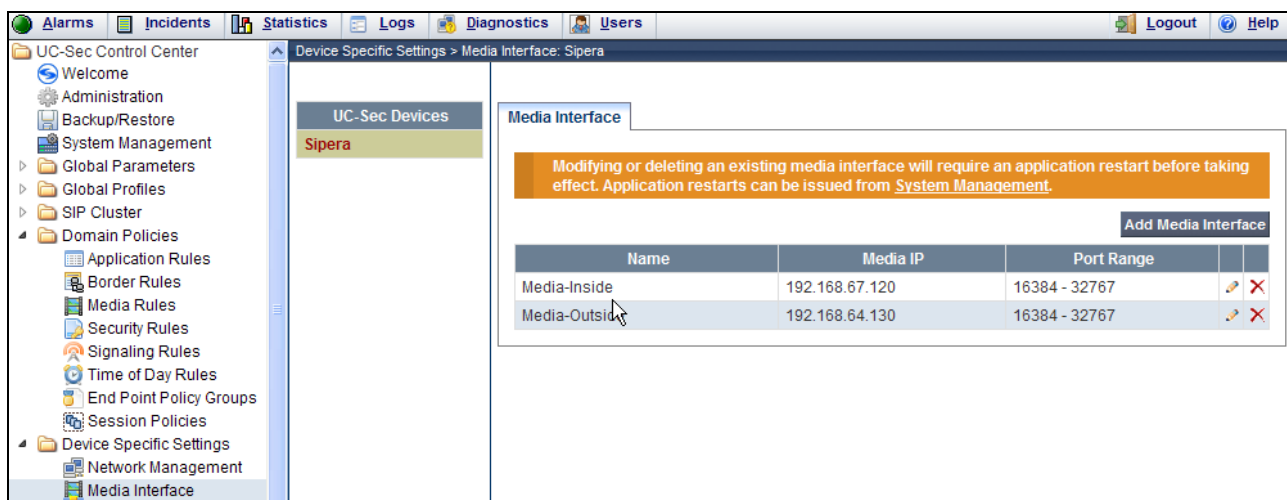 Alarms Incidents Statistics Logs Diagnostics Users Logout Help
UC-Sec Control Center
Welcome
Administration
Backup/Restore
System Management
Global Parameters
Global Profiles
SIP Cluster
Domain Policies
Application Rules
Border Rules
Media Rules
Security Rules
Signaling Rules
Time of Day Rules
End Point Policy Groups
Session Policies
Device Specific Settings
Network Management
Media Interface
Device Specific Settings > Media Interface: Sipera
UC-Sec Devices
Sipera
Media Interface
Modifying or deleting an existing media interface will require an application restart before taking
effect. Application restarts can be issued from System Management.
Add Media Interface
Name Media IP Port Range
Media-Inside 192.168.67.120 16384 - 32767
Media-Outside 192.168.64.130 16384 - 32767